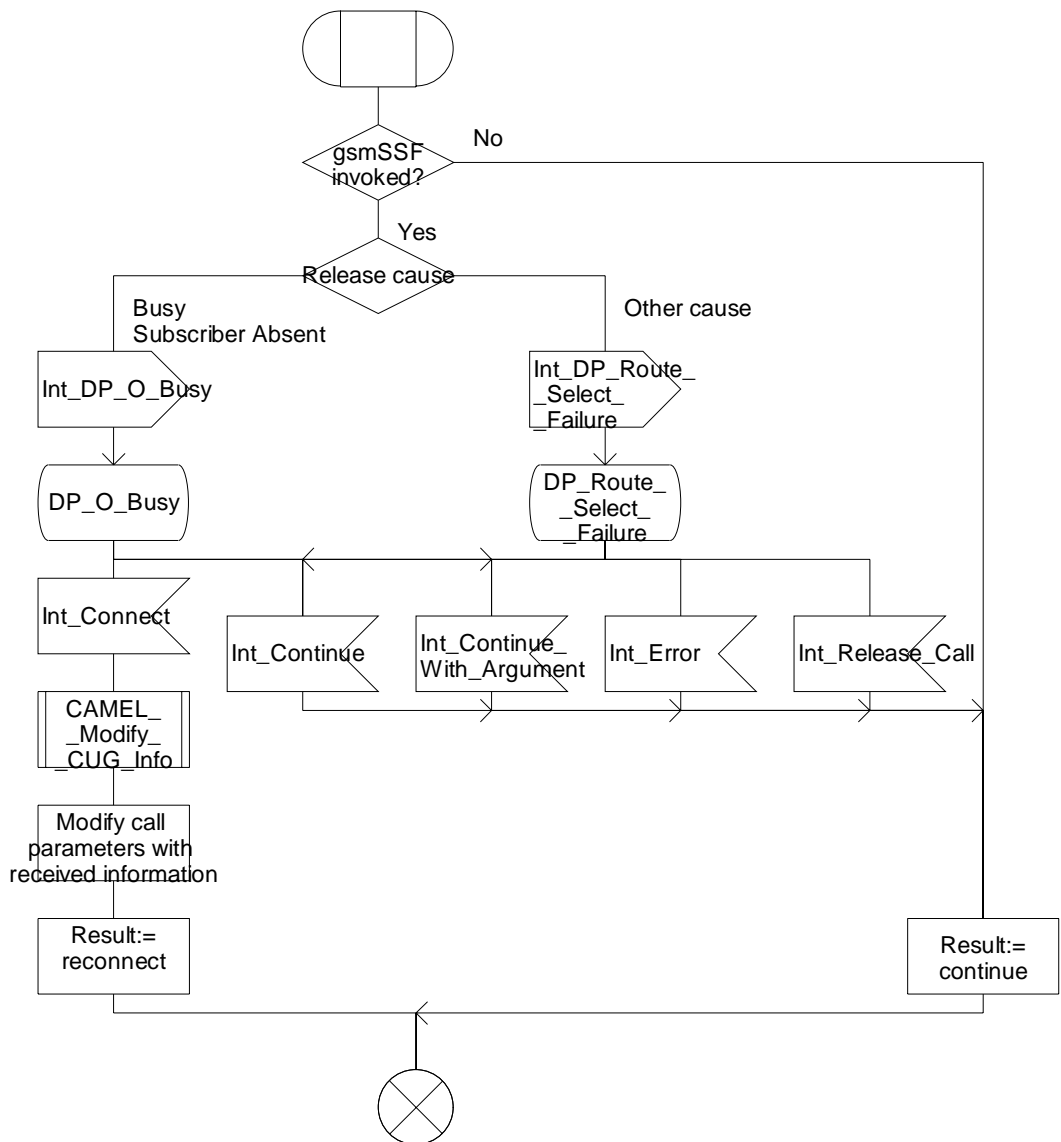 No
gsmSSF
invoked?
Yes
Release cause
Busy
Subscriber Absent
Other cause
Int_DP_O_Busy
Int_DP_Route_
_Select_
_Failure
DP_O_Busy
DP_Route_
_Select_
_Failure
Int_Connect
Int_Continue
Int_Continue_
With_Argument
Int_Error
Int_Release_Call
CAMEL_
_Modify_
_CUG_Info
Modify call
parameters with
received information
Result:=
reconnect
Result:=
continue